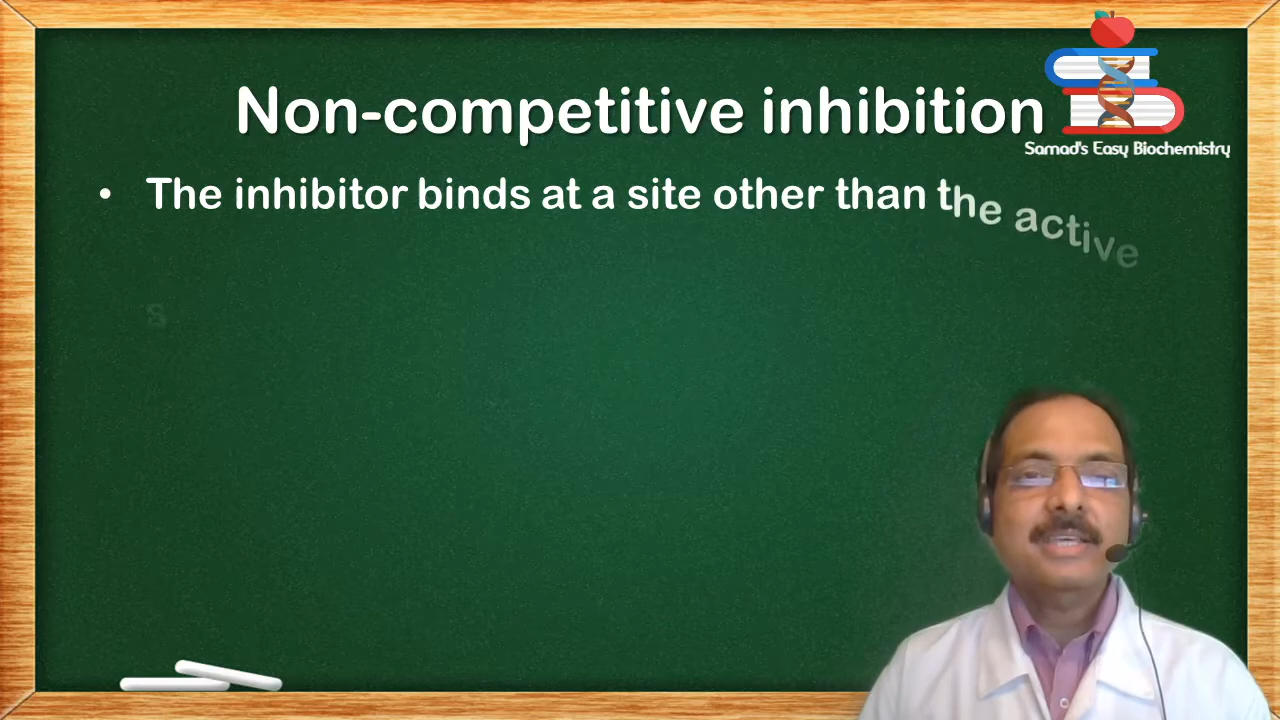 Non-competitive inhibition
Samad's Easy Biochemistry
• The inhibitor binds at a site other than the active
s